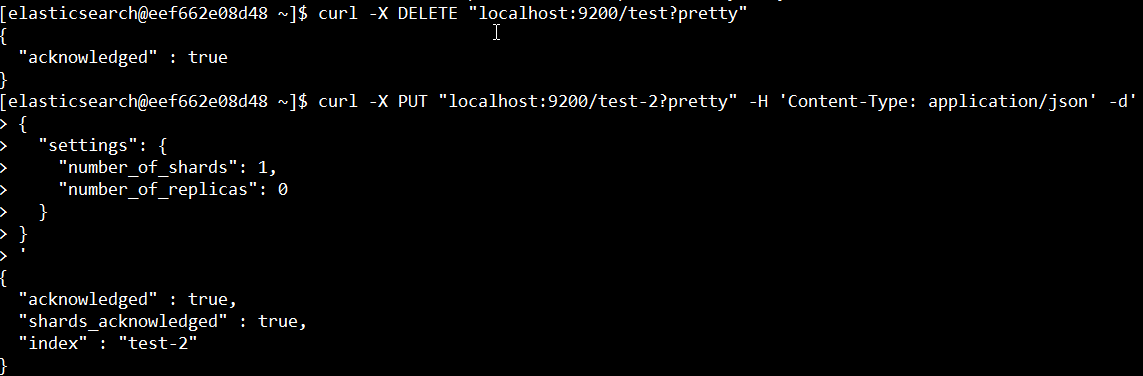 [elasticsearch@eef662e08d48 ~]$ curl -X DELETE "localhost:9200/test?pretty"
{
  "acknowledged" : true
}
[elasticsearch@eef662e08d48 ~]$ curl -X PUT "localhost:9200/test-2?pretty" -H 'Content-Type: application/json' -d'
> {
>   "settings": {
>     "number_of_shards": 1,
>     "number_of_replicas": 0
>   }
> }
> '
{
  "acknowledged" : true,
  "shards_acknowledged" : true,
  "index" : "test-2"
}